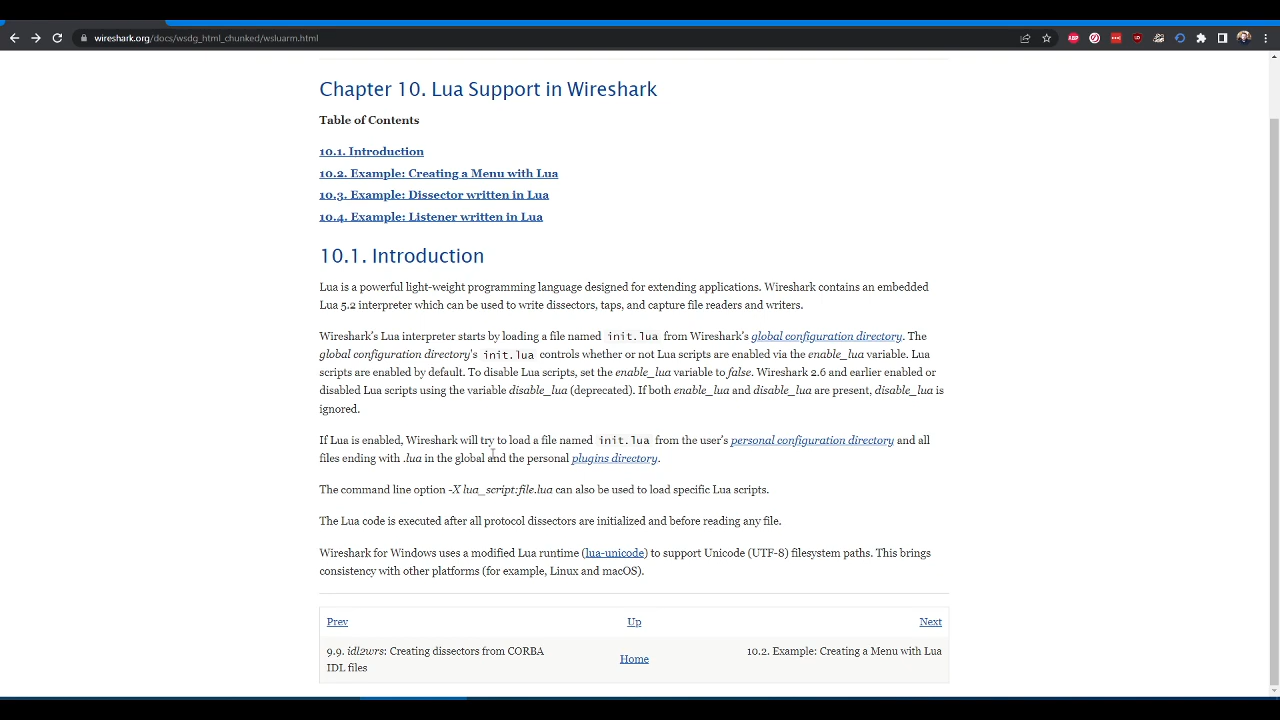 wireshark.org/docs/wsdg_html_chunked/wsluarm.html
Chapter 10. Lua Support in Wireshark
Table of Contents
10.1. Introduction
10.2. Example: Creating a Menu with Lua
10.3. Example: Dissector written in Lua
10.4. Example: Listener written in Lua
10.1. Introduction
Lua is a powerful light-weight programming language designed for extending applications. Wireshark contains an embedded
Lua 5.2 interpreter which can be used to write dissectors, taps, and capture file readers and writers.
Wireshark's Lua interpreter starts by loading a file named init.lua from Wireshark's global configuration directory. The
global configuration directory's init.lua controls whether or not Lua scripts are enabled via the enable_lua variable. Lua
scripts are enabled by default. To disable Lua scripts, set the enable_lua variable to false. Wireshark 2.6 and earlier enabled or
disabled Lua scripts using the variable disable_lua (deprecated). If both enable_lua and disable_lua are present, disable_lua is
ignored.
If Lua is enabled, Wireshark will try to load a file named init.lua from the user's personal configuration directory and all
files ending with .lua in the global and the personal plugins directory.
The command line option -X lua_script:file.lua can also be used to load specific Lua scripts.
The Lua code is executed after all protocol dissectors are initialized and before reading any file.
Wireshark for Windows uses a modified Lua runtime (lua-unicode) to support Unicode (UTF-8) filesystem paths. This brings
consistency with other platforms (for example, Linux and macOS).
Prev Up Next
9.9. idl2wrs: Creating dissectors from CORBA
IDL files
Home
10.2. Example: Creating a Menu with Lua